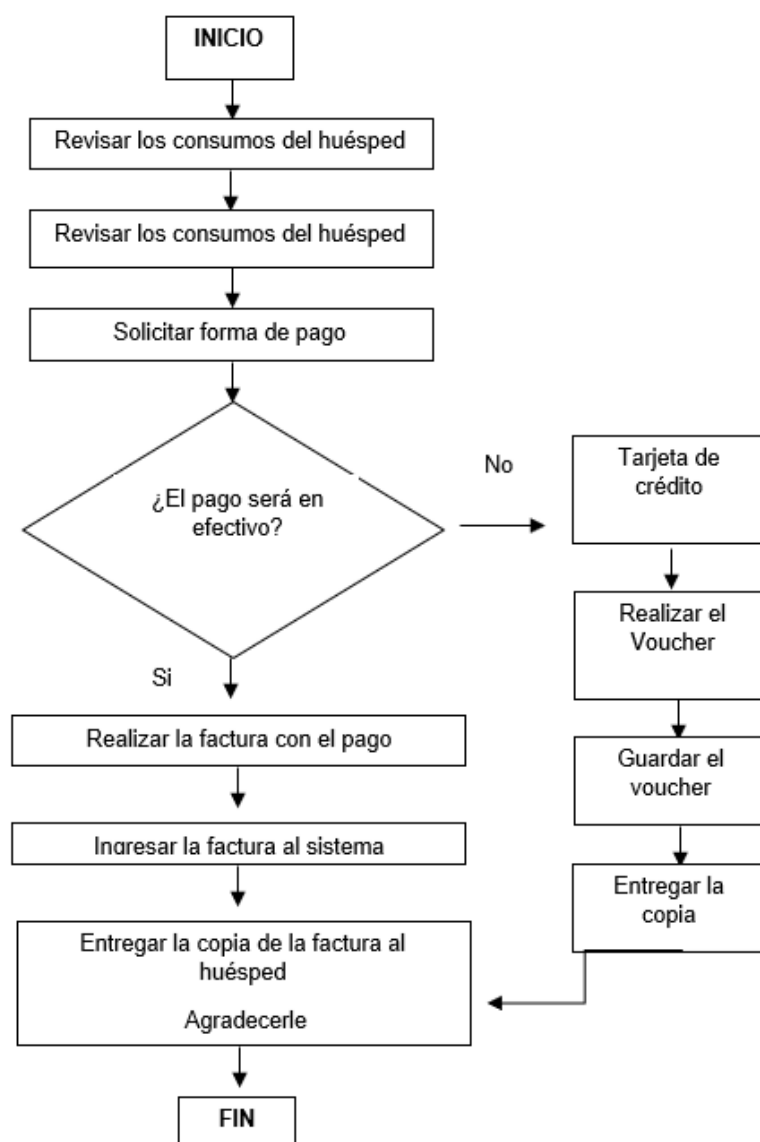 INICIO
Revisar los consumos del huésped
Revisar los consumos del huésped
Solicitar forma de pago
¿El pago será en
efectivo?
No
Tarjeta de
crédito
Realizar el
Voucher
Guardar el
voucher
Entregar la
copia
Si
Realizar la factura con el pago
Ingresar la factura al sistema
Entregar la copia de la factura al
huésped
Agradecerle
FIN